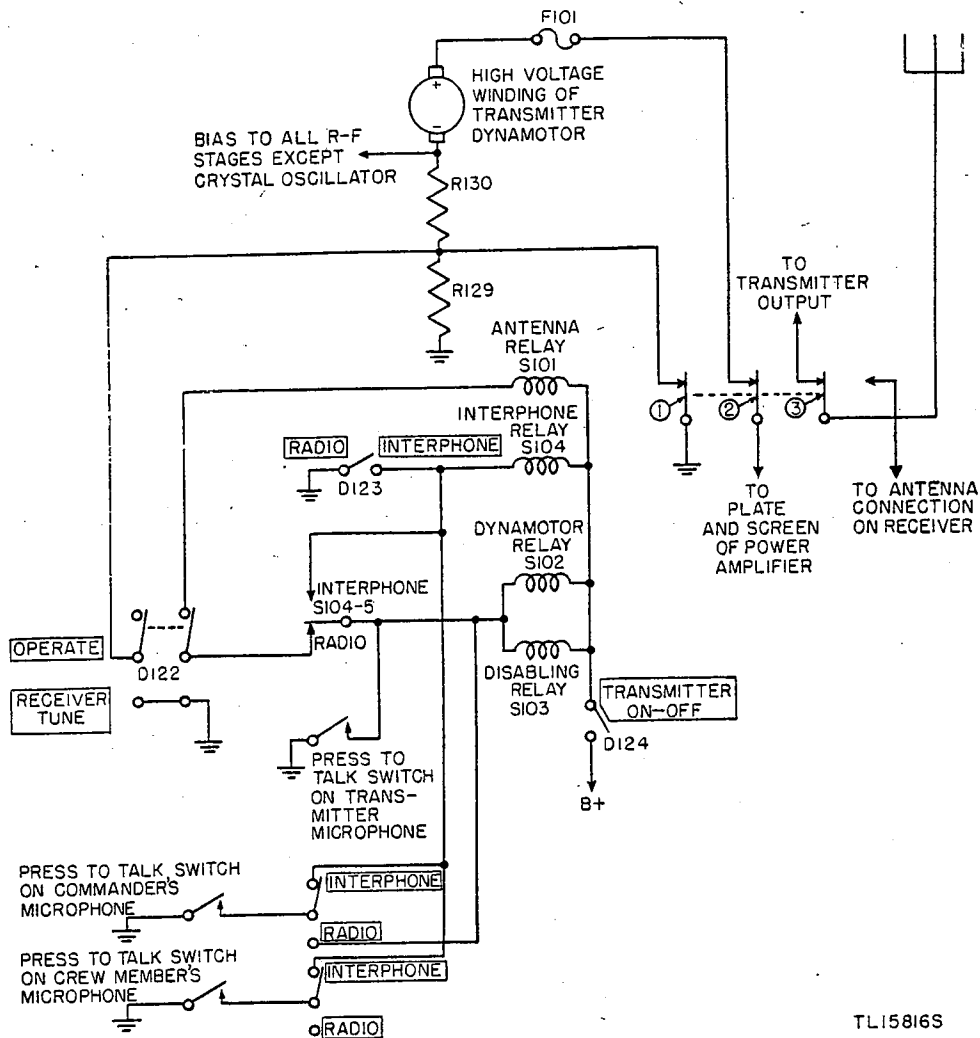 F101
+
HIGH VOLTAGE
WINDING OF
TRANSMITTER
DYNAMOTOR
-
BIAS TO ALL R-F
STAGES EXCEPT
CRYSTAL OSCILLATOR
R130
R129
TO
TRANSMITTER
OUTPUT
ANTENNA
RELAY
S101
1
2
3
INTERPHONE
RELAY
S104
RADIO
INTERPHONE
D123
TO
PLATE
AND SCREEN
OF POWER
AMPLIFIER
TO ANTENNA
CONNECTION
ON RECEIVER
DYNAMOTOR
RELAY
S102
INTERPHONE
S104-5
RADIO
OPERATE
D122
RECEIVER
TUNE
DISABLING
RELAY
S103
TRANSMITTER
ON-OFF
D124
B+
PRESS TO
TALK SWITCH
ON TRANS-
MITTER
MICROPHONE
PRESS TO TALK SWITCH
ON COMMANDER'S
MICROPHONE
INTERPHONE
RADIO
PRESS TO TALK SWITCH
ON CREW MEMBER'S
MICROPHONE
INTERPHONE
RADIO
TL15816S